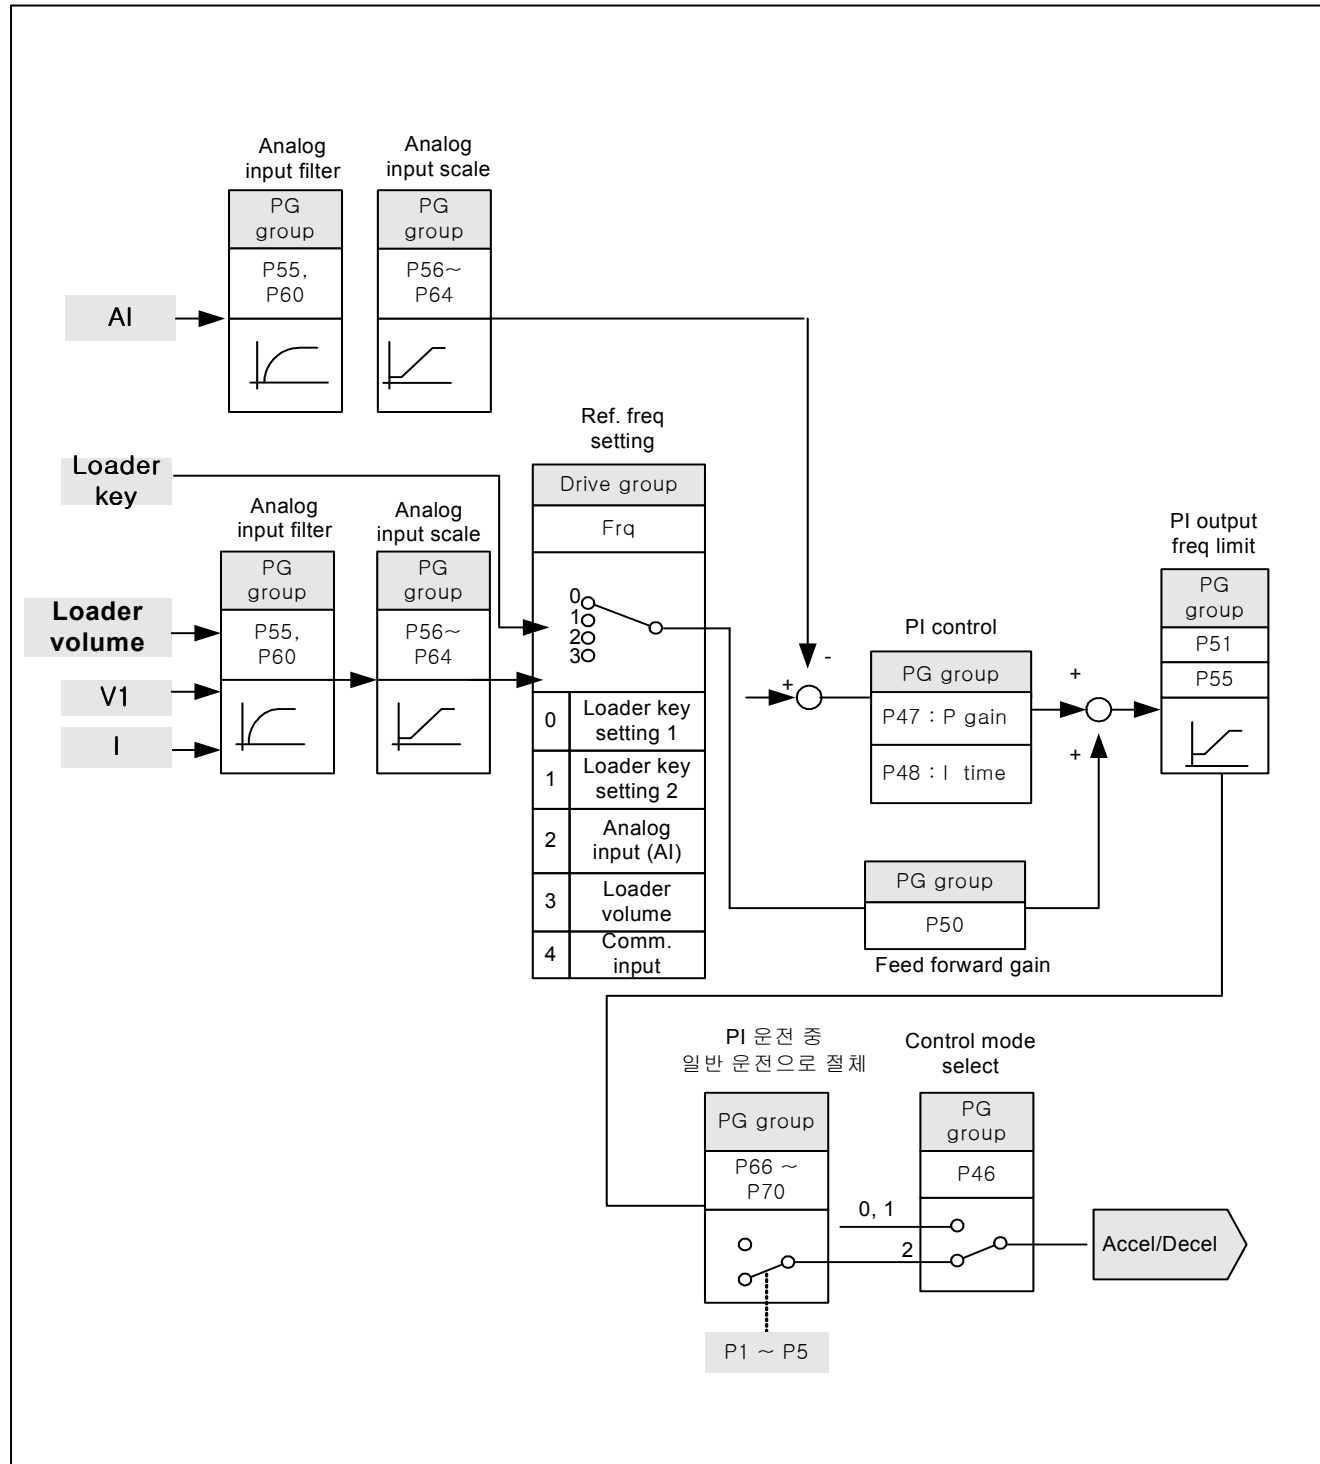 Analog
input filter
Analog
input scale
PG
group
P55,
P60
PG
group
P56~
P64
AI
Loader
key
Analog
input filter
Analog
input scale
PG
group
P55,
P60
PG
group
P56~
P64
Loader
volume
V1
I
Ref. freq
setting
Drive group
Frq
0
1
2
3
0
Loader key
setting 1
1
Loader key
setting 2
2
Analog
input (AI)
3
Loader
volume
4
Comm.
input
-
+
PI control
PG group
P47 : P gain
P48 : I time
+
+
PG group
P50
Feed forward gain
PI output
freq limit
PG
group
P51
P55
PI 운전 중
일반 운전으로 절체
PG group
P66 ~
P70
P1 ~ P5
Control mode
select
PG
group
P46
0, 1
2
Accel/Decel